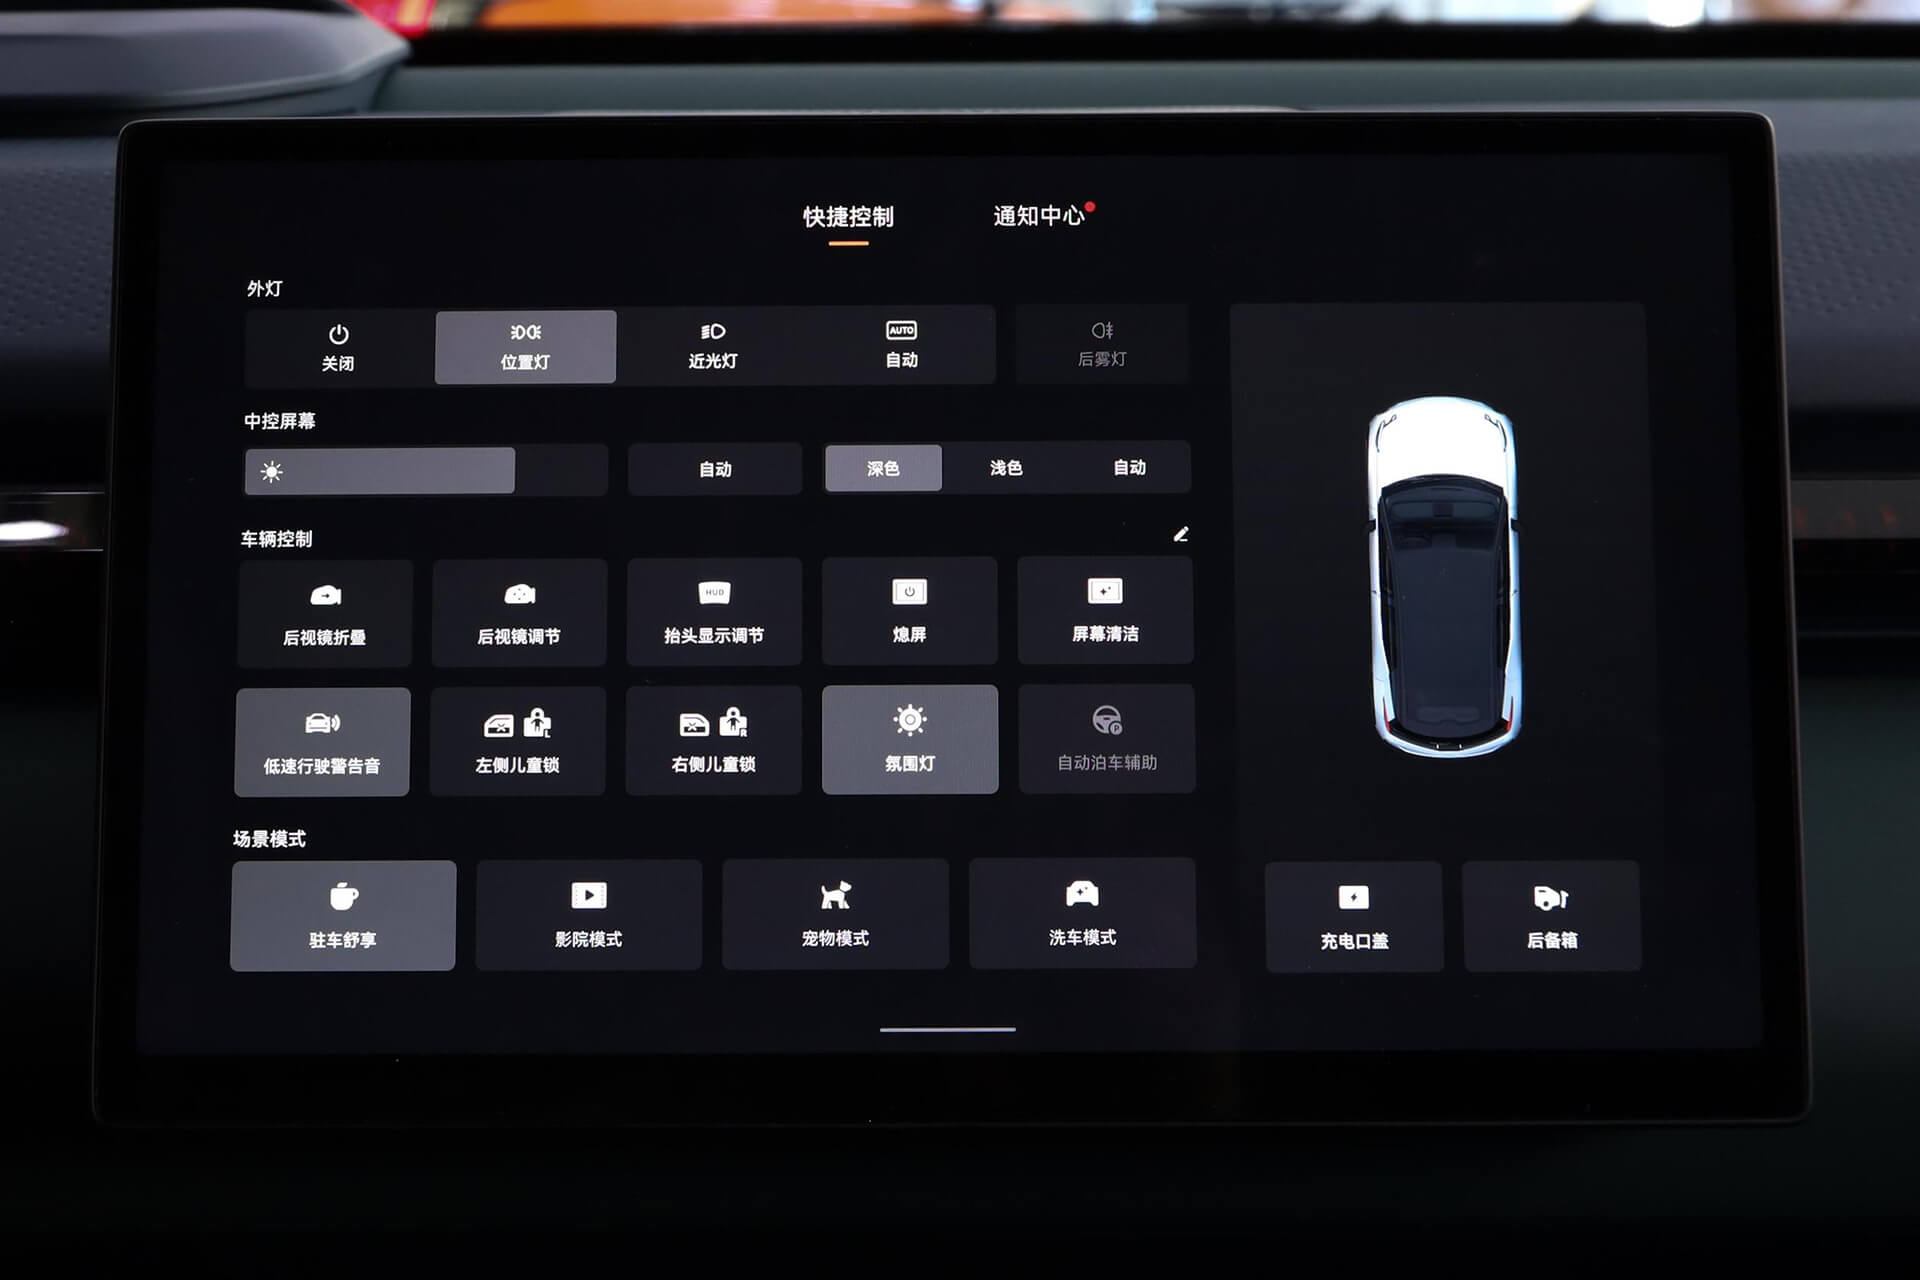 快捷控制
通知中心
外灯
关闭
位置灯
近光灯
AUTO
自动
后雾灯
中控屏幕
自动
深色
浅色
自动
车辆控制
后视镜折叠
后视镜调节
HUD
抬头显示调节
熄屏
屏幕清洁
低速行驶警告音
L
左侧儿童锁
R
右侧儿童锁
氛围灯
P
自动泊车辅助
场景模式
驻车舒享
影院模式
宠物模式
洗车模式
充电口盖
后备箱